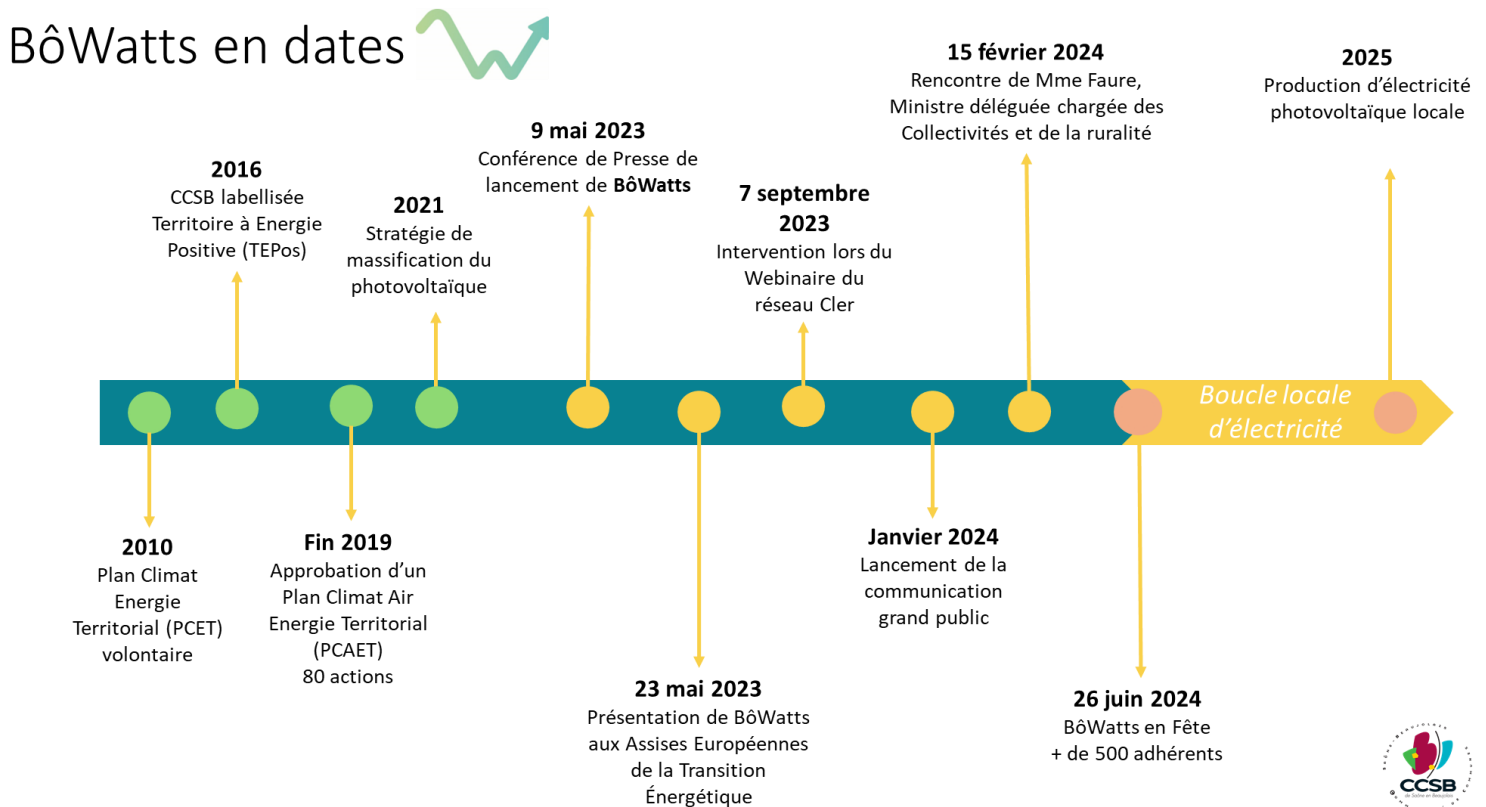 BôWatts en dates
2016
CCSB labellisée
Territoire à Energie
Positive (TEPos)
2021
Stratégie de
massification du
photovoltaïque
9 mai 2023
Conférence de Presse de
lancement de BôWatts
7 septembre
2023
Intervention lors du
Webinaire du
réseau Cler
15 février 2024
Rencontre de Mme Faure,
Ministre déléguée chargée des
Collectivités et de la ruralité
2025
Production d’électricité
photovoltaïque locale
Boucle locale
d’électricité
2010
Plan Climat
Energie
Territorial (PCET)
volontaire
Fin 2019
Approbation d’un
Plan Climat Air
Energie Territorial
(PCAET)
80 actions
23 mai 2023
Présentation de BôWatts
aux Assises Européennes
de la Transition
Énergétique
Janvier 2024
Lancement de la
communication
grand public
26 juin 2024
BôWatts en Fête
+ de 500 adhérents
CCSB
de Saône en Beaujolais